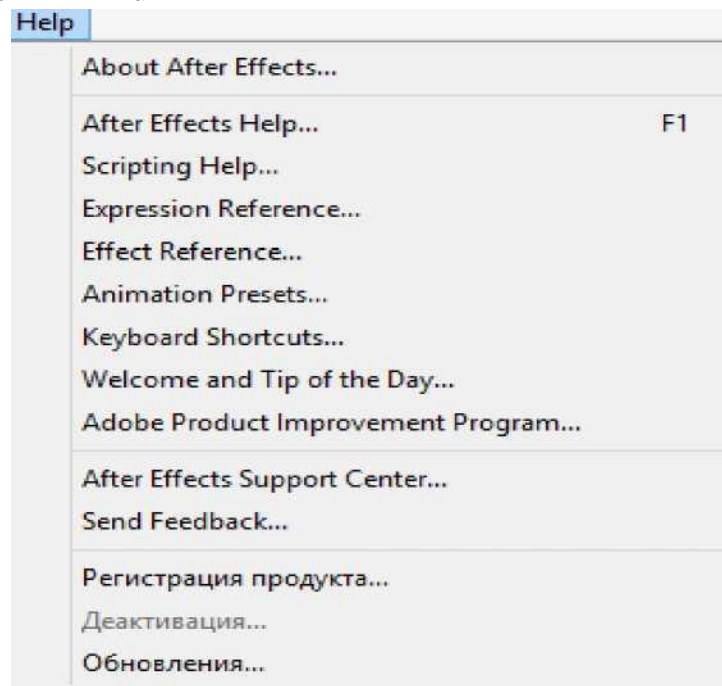 Help
About After Effects...
After Effects Help... F1
Scripting Help...
Expression Reference...
Effect Reference...
Animation Presets...
Keyboard Shortcuts...
Welcome and Tip of the Day...
Adobe Product Improvement Program...
After Effects Support Center...
Send Feedback...
Регистрация продукта...
Деактивация...
Обновления...